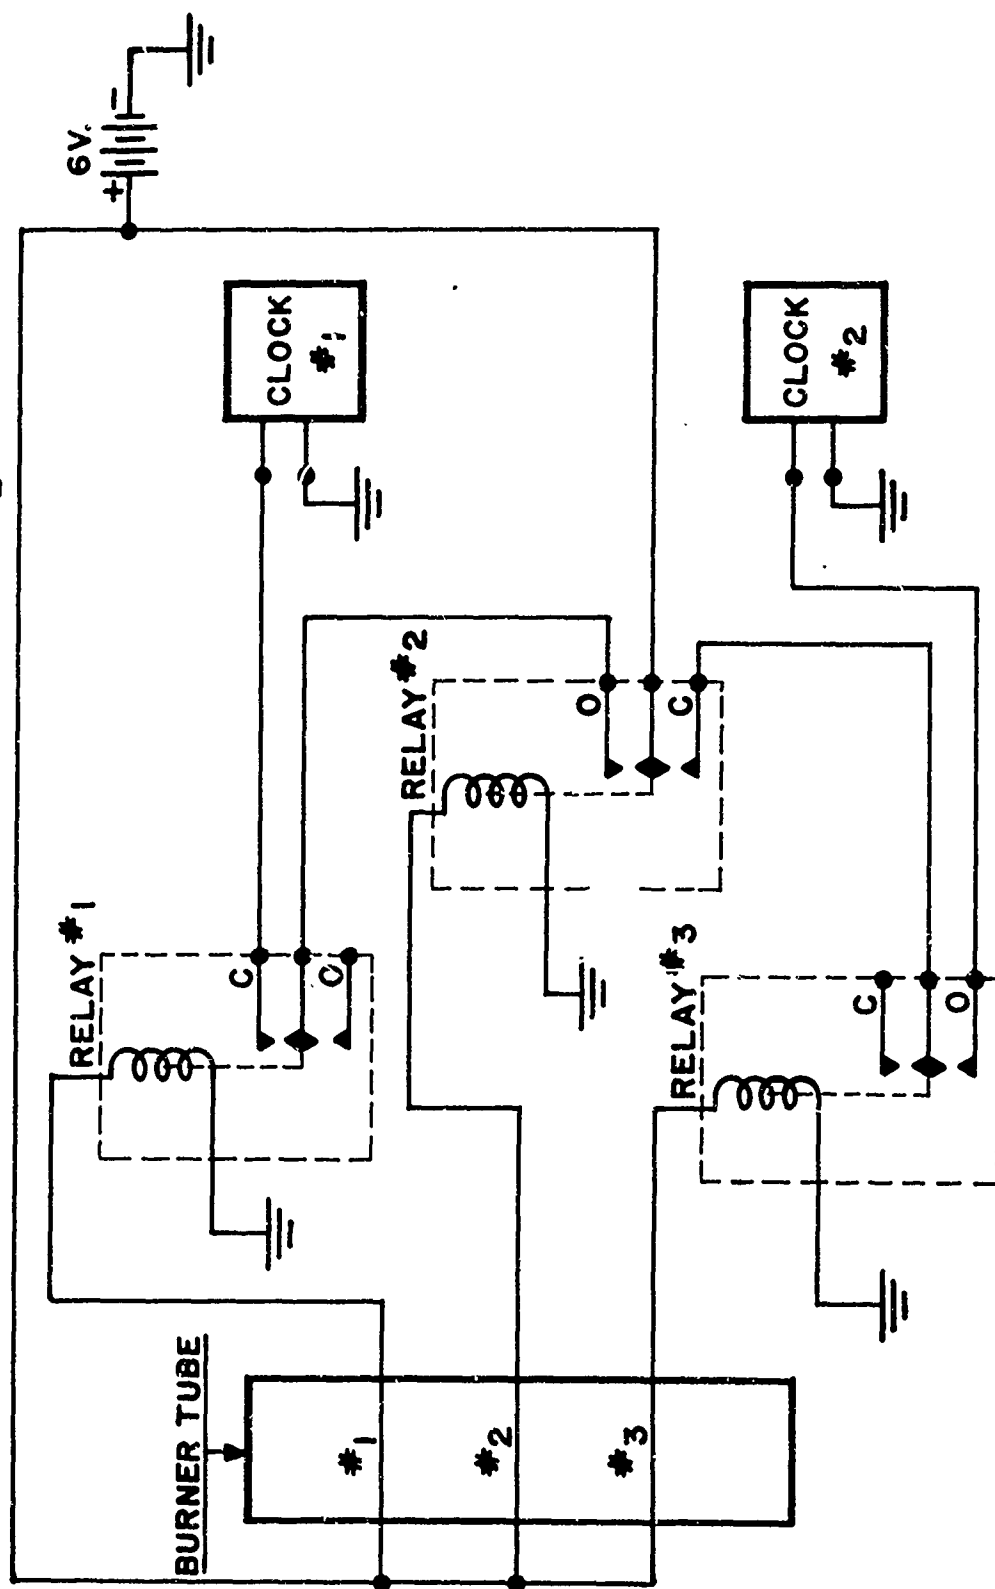 6V.
+
−
CLOCK
#1
CLOCK
#2
RELAY #2
O
C
RELAY #1
C
O
RELAY #3
C
O
BURNER TUBE
#1
#2
#3